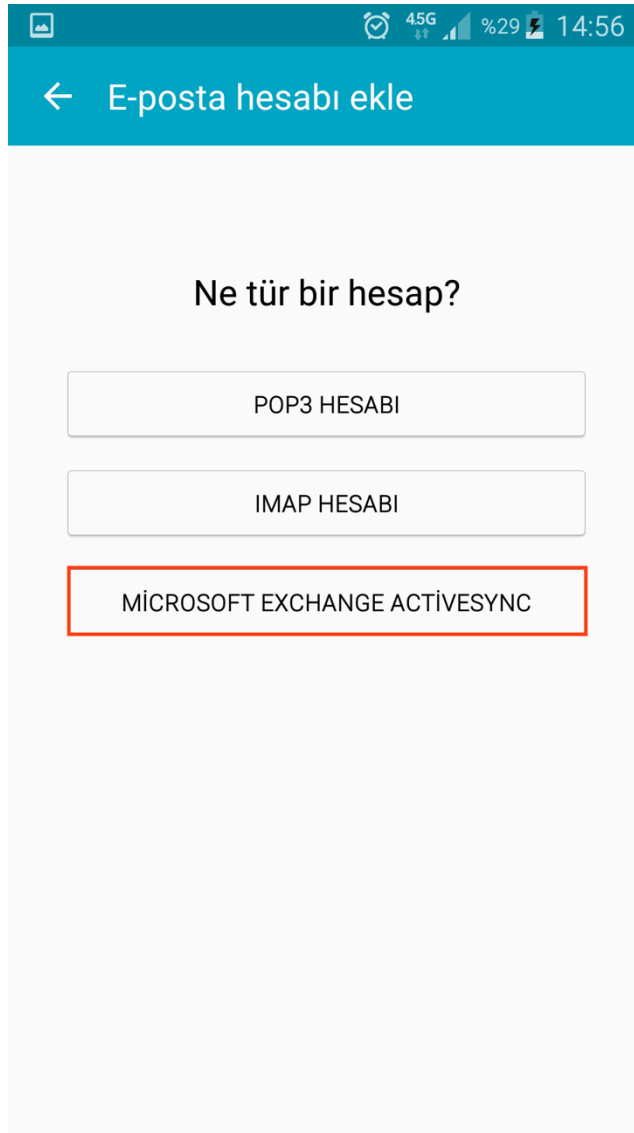 4.5G %29 14:56
E-posta hesabı ekle
Ne tür bir hesap?
POP3 HESABI
IMAP HESABI
MİCROSOFT EXCHANGE ACTİVESYNC